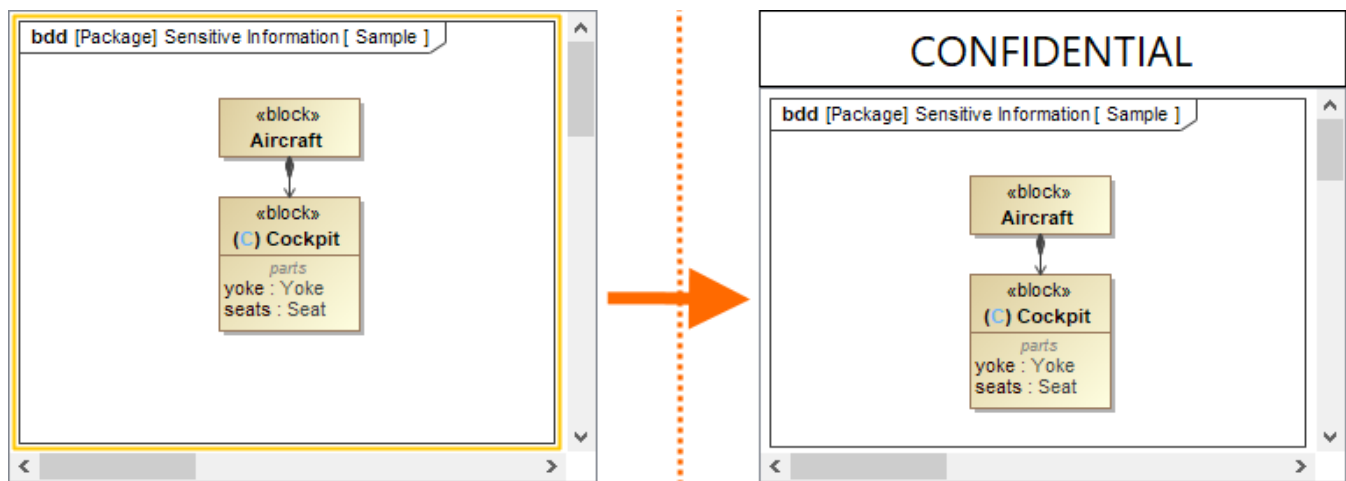 bdd [Package] Sensitive Information [ Sample ]
«block»
Aircraft
«block»
(C) Cockpit
parts
yoke : Yoke
seats : Seat
CONFIDENTIAL
bdd [Package] Sensitive Information [ Sample ]
«block»
Aircraft
«block»
(C) Cockpit
parts
yoke : Yoke
seats : Seat